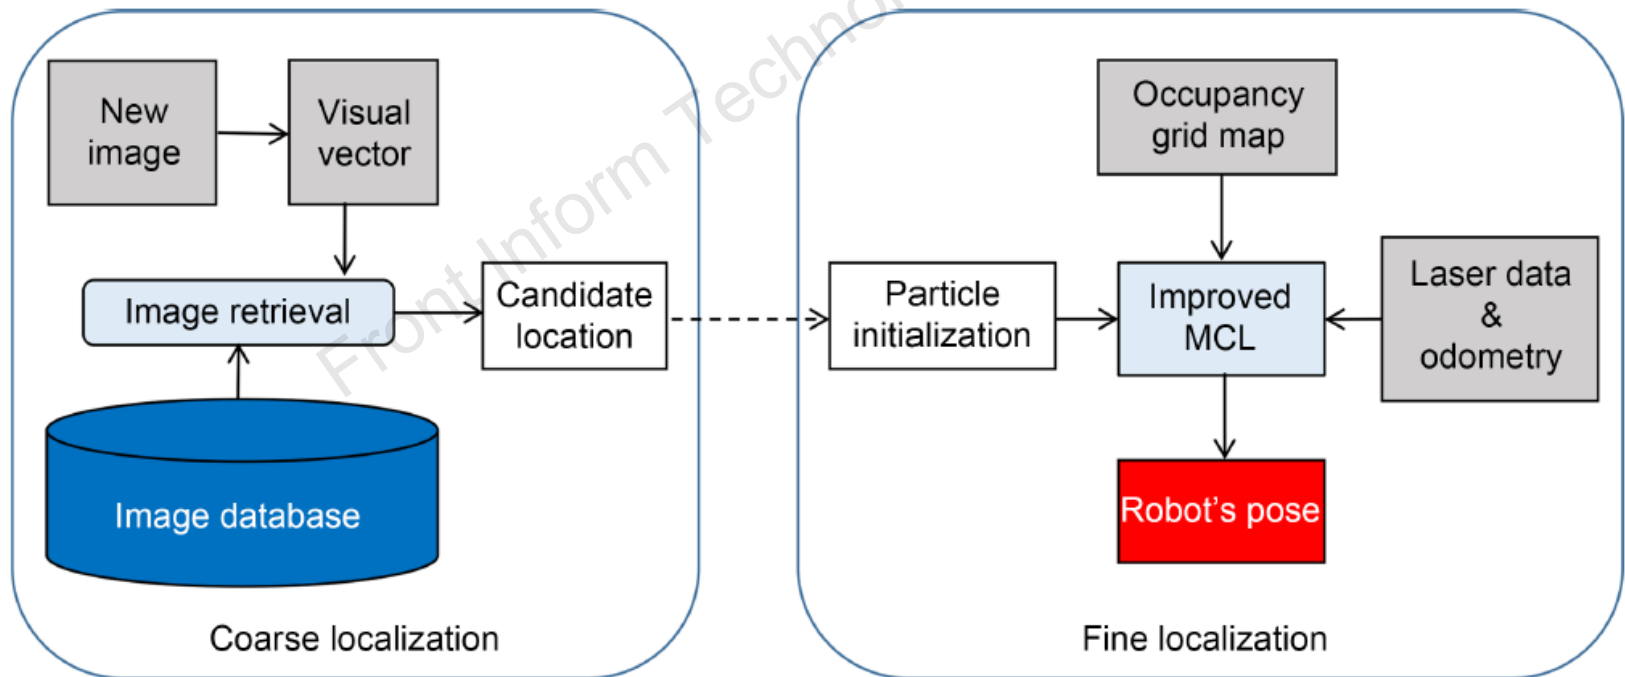 New
image
Visual
vector
Image retrieval
Candidate
location
Image database
Coarse localization
Occupancy
grid map
Particle
initialization
Improved
MCL
Laser data
&
odometry
Robot's pose
Fine localization
Front Inform Techno